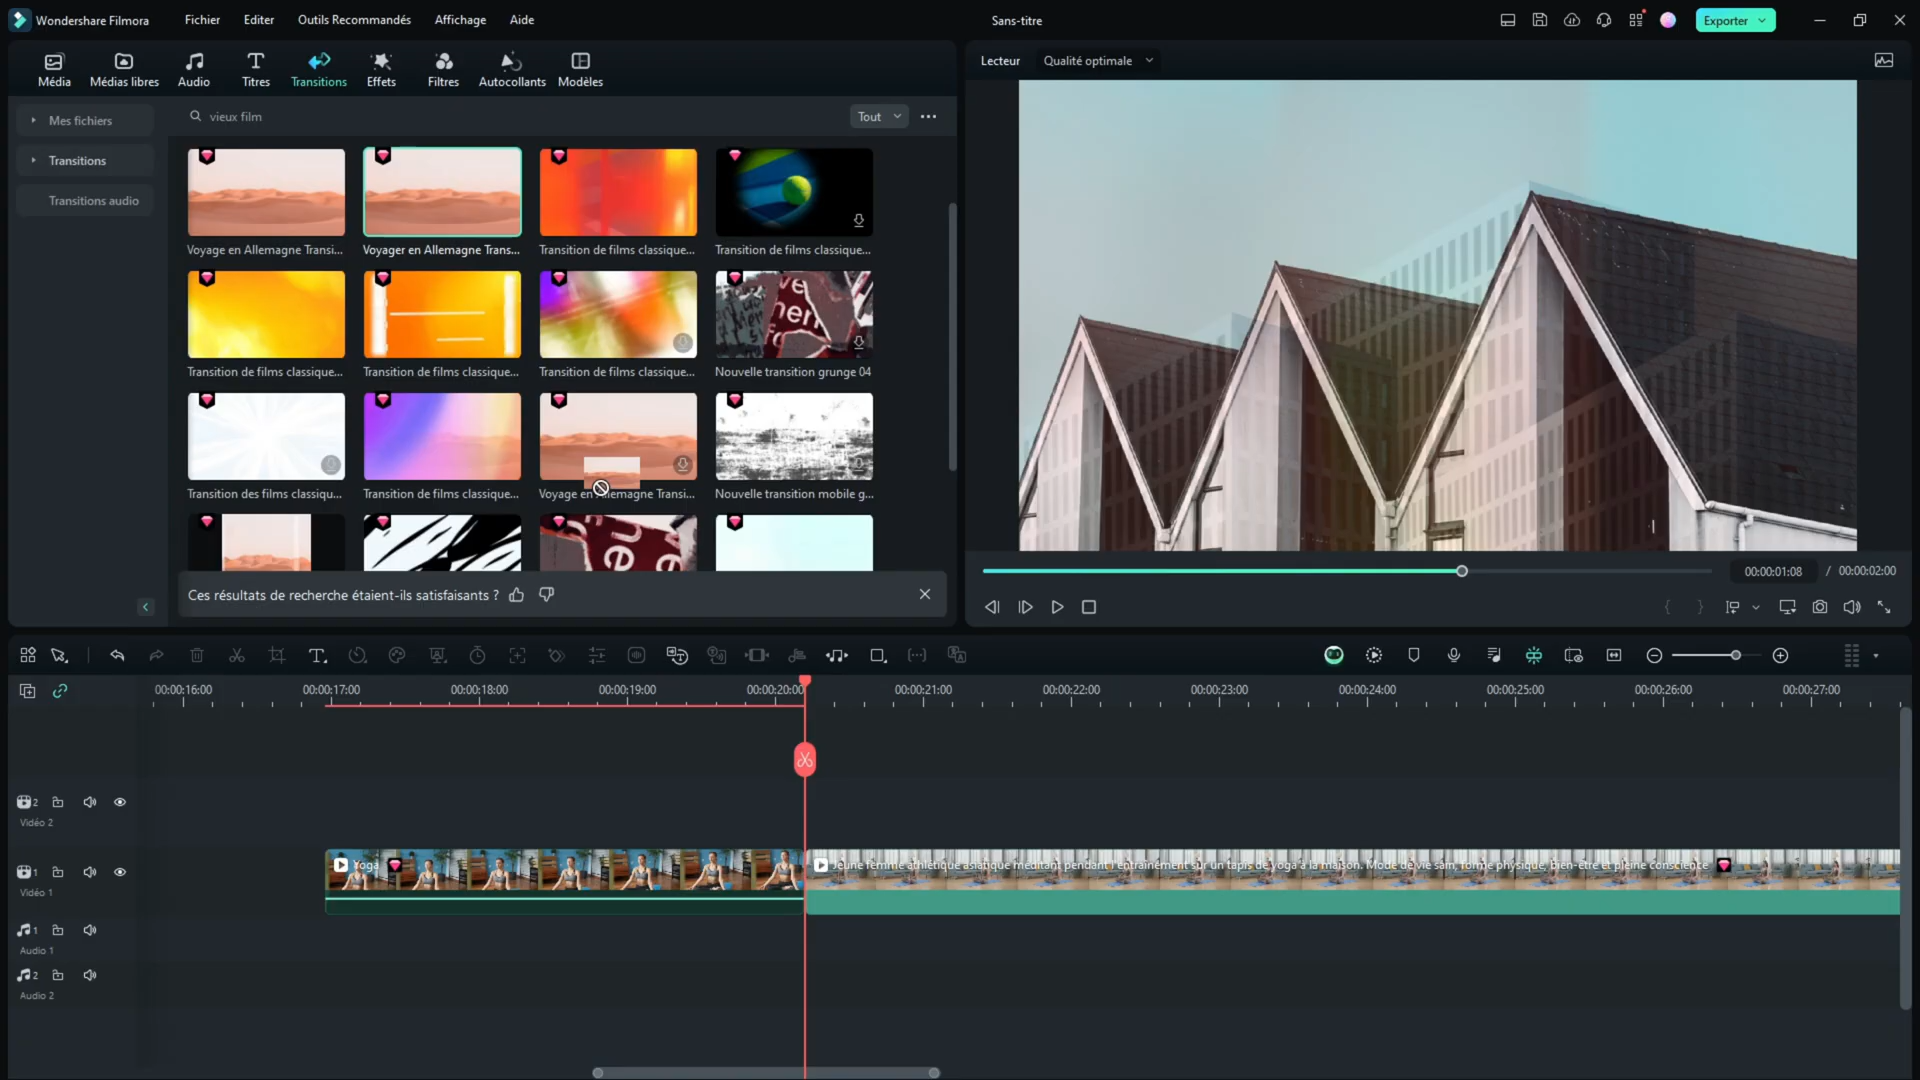 Wondershare Filmora
Fichier
Editer
Outils Recommandés
Affichage
Aide
Sans-titre
Exporter
Média
Médias libres
Audio
Titres
Transitions
Effets
Filtres
Autocollants
Modèles
Lecteur
Qualité optimale
Mes fichiers
Transitions
Transitions audio
vieux film
Tout
Voyage en Allemagne Transi...
Voyager en Allemagne Trans...
Transition de films classique...
Transition de films classique...
Transition de films classique...
Transition de films classique...
Transition de films classique...
Nouvelle transition grunge 04
Transition des films classiqu...
Transition de films classique...
Voyage en Allemagne Transi...
Nouvelle transition mobile g...
Ces résultats de recherche étaient-ils satisfaisants ?
00:00:01:08 / 00:00:02:00
00:00:16:00
00:00:17:00
00:00:18:00
00:00:19:00
00:00:20:00
00:00:21:00
00:00:22:00
00:00:23:00
00:00:24:00
00:00:25:00
00:00:26:00
00:00:27:00
2
Vidéo 2
1
Vidéo 1
Yoga
Jeune femme athlétique asiatique méditant pendant l'entraînement sur un tapis de yoga à la maison. Mode de vie sain, forme physique, bien-être et pleine conscience
1
Audio 1
2
Audio 2